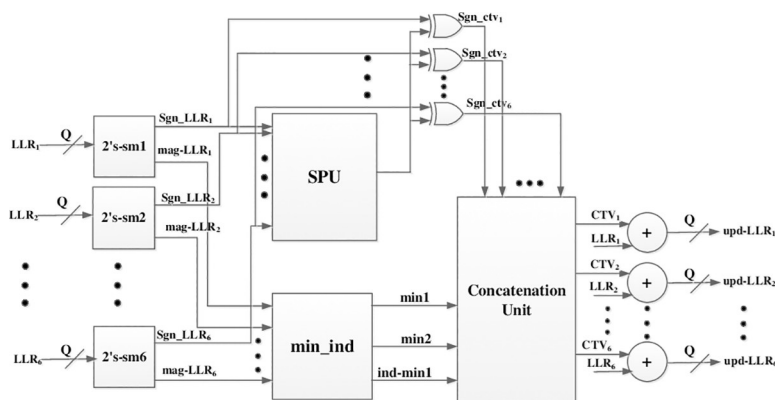 Sgn_ctv₁
Sgn_ctv₂
Sgn_ctv₆
Q
LLR₁
2's-sm1
Sgn_LLR₁
mag-LLR₁
Q
LLR₂
2's-sm2
Sgn_LLR₂
mag-LLR₂
Q
LLR₆
2's-sm6
Sgn_LLR₆
mag-LLR₆
SPU
min_ind
min1
min2
ind-min1
Concatenation
Unit
CTV₁
LLR₁
+
Q
upd-LLR₁
CTV₂
LLR₂
+
Q
upd-LLR₂
CTV₆
LLR₆
+
Q
upd-LLR₆